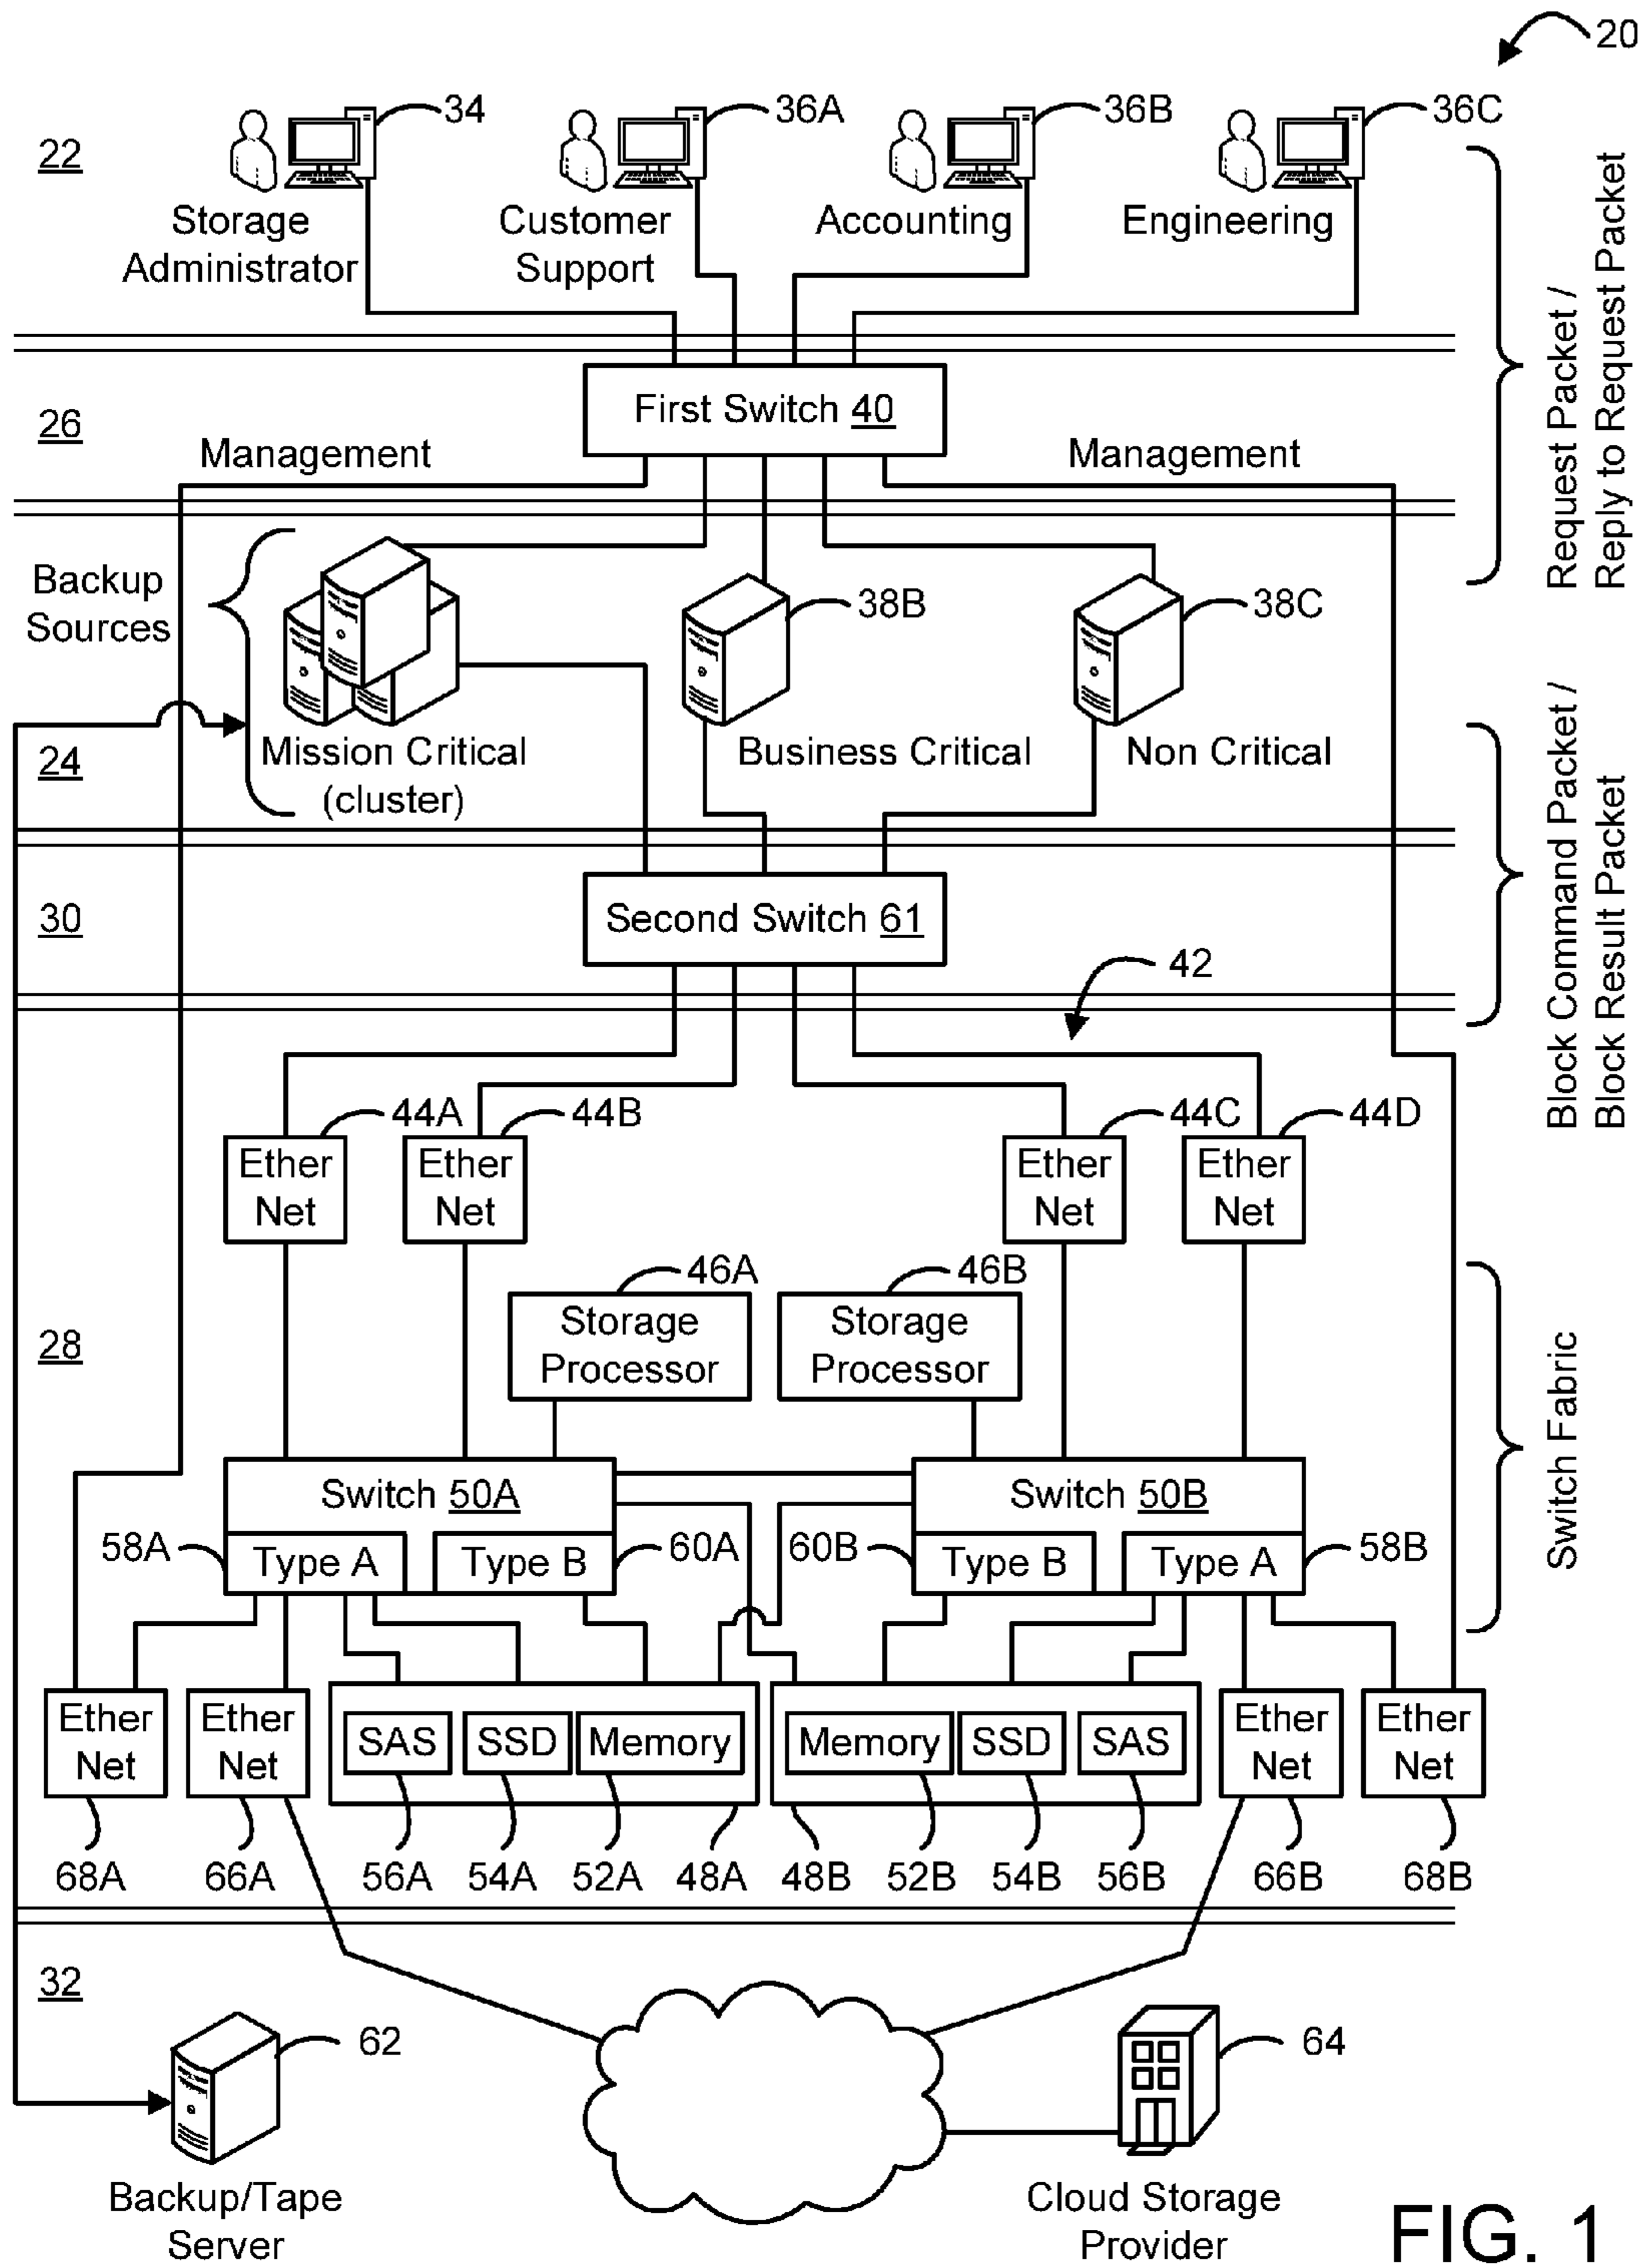 20
34
36A
36B
36C
22
Storage
Administrator
Customer
Support
Accounting
Engineering
Request Packet /
Reply to Request Packet
First Switch 40
26
Management
Management
Backup
Sources
38B
38C
24
Mission Critical
(cluster)
Business Critical
Non Critical
Block Command Packet /
Block Result Packet
30
Second Switch 61
42
44A
44B
44C
44D
Ether
Net
Ether
Net
Ether
Net
Ether
Net
46A
46B
Storage
Processor
Storage
Processor
28
Switch Fabric
Switch 50A
Switch 50B
58A
Type A
Type B
60A
60B
Type B
Type A
58B
Ether
Net
Ether
Net
SAS
SSD
Memory
Memory
SSD
SAS
Ether
Net
Ether
Net
68A
66A
56A
54A
52A
48A
48B
52B
54B
56B
66B
68B
32
62
64
Backup/Tape
Server
Cloud Storage
Provider
FIG. 1